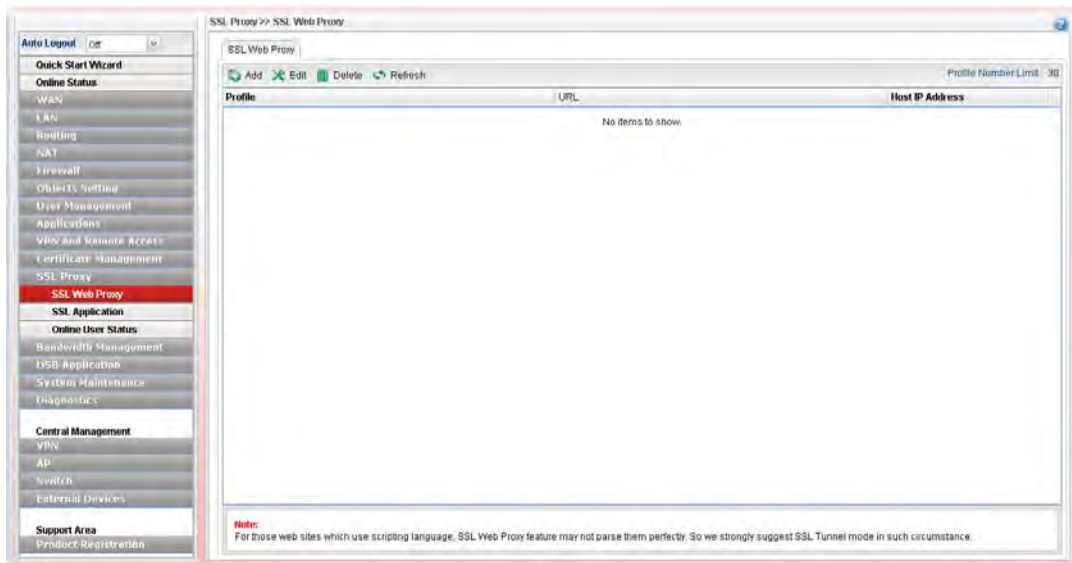 SSL Proxy >> SSL Web Proxy
Auto Logout Off
Quick Start Wizard
Online Status
WAN
LAN
Routing
NAT
Firewall
Objects Setting
User Management
Applications
VPN and Remote Access
Certificate Management
SSL Proxy
SSL Web Proxy
SSL Application
Online User Status
Bandwidth Management
USB Application
System Maintenance
Diagnostics
Central Management
VPN
AP
Switch
External Devices
Support Area
Product Registration
SSL Web Proxy
Add Edit Delete Refresh Profile Number Limit 30
Profile URL Host IP Address
No items to show.
Note:
For those web sites which use scripting language, SSL Web Proxy feature may not parse them perfectly. So we strongly suggest SSL Tunnel mode in such circumstance.